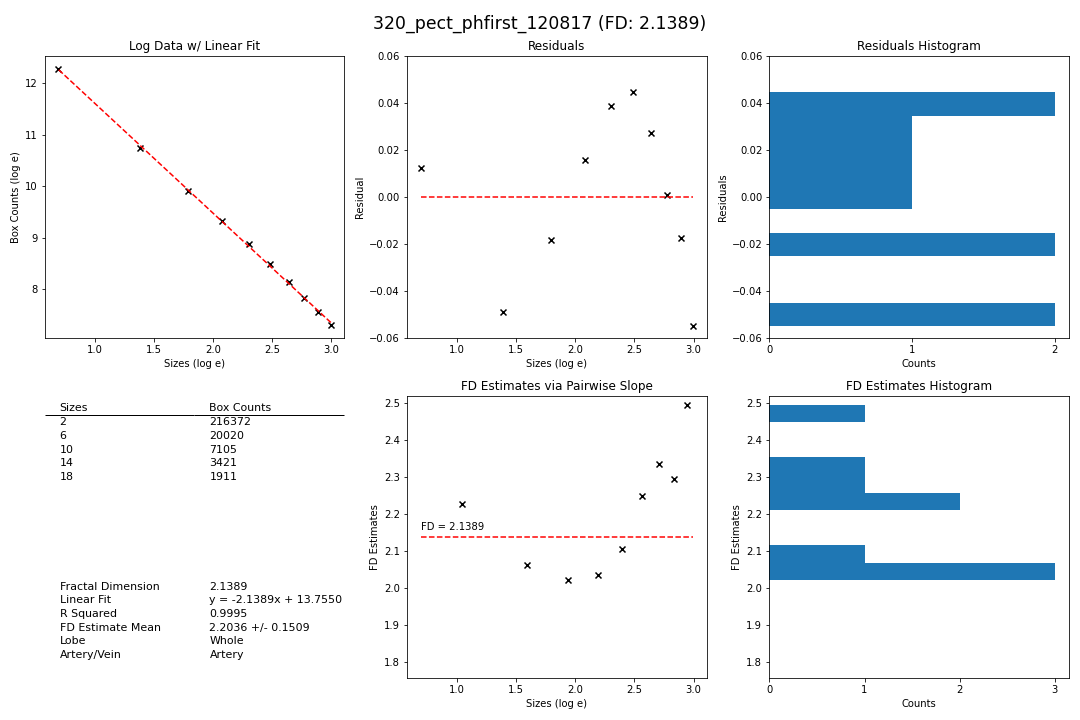 320_pect_phfirst_120817 (FD: 2.1389)
Log Data w/ Linear Fit
Box Counts (log e)
12
11
10
9
8
1.0 1.5 2.0 2.5 3.0
Sizes (log e)
Residuals
Residual
0.06
0.04
0.02
0.00
−0.02
−0.04
−0.06
1.0 1.5 2.0 2.5 3.0
Sizes (log e)
Residuals Histogram
Residuals
0.06
0.04
0.02
0.00
−0.02
−0.04
−0.06
0 1 2
Counts
Sizes Box Counts
2 216372
6 20020
10 7105
14 3421
18 1911
Fractal Dimension 2.1389
Linear Fit y = -2.1389x + 13.7550
R Squared 0.9995
FD Estimate Mean 2.2036 +/- 0.1509
Lobe Whole
Artery/Vein Artery
FD Estimates via Pairwise Slope
FD Estimates
2.5
2.4
2.3
2.2
2.1
2.0
1.9
1.8
FD = 2.1389
1.0 1.5 2.0 2.5 3.0
Sizes (log e)
FD Estimates Histogram
FD Estimates
2.5
2.4
2.3
2.2
2.1
2.0
1.9
1.8
0 1 2 3
Counts